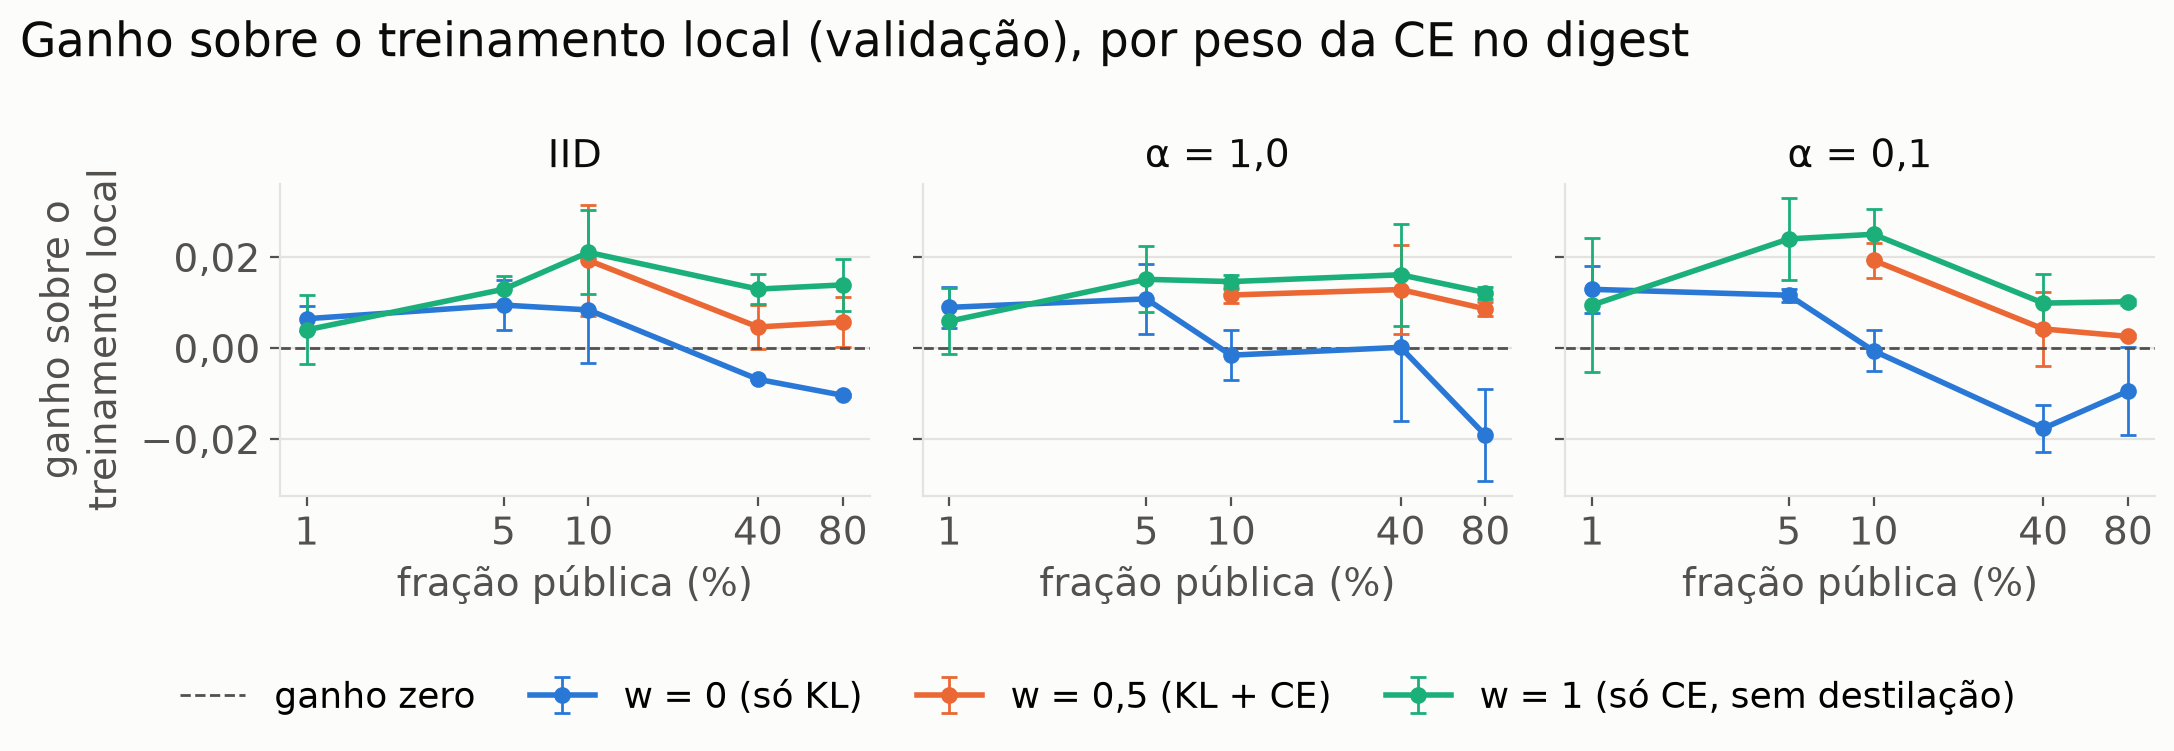 Ganho sobre o treinamento local (validação), por peso da CE no digest
IID
α = 1,0
α = 0,1
ganho sobre o
treinamento local
0,02
0,00
−0,02
1 5 10 40 80
1 5 10 40 80
1 5 10 40 80
fração pública (%)
fração pública (%)
fração pública (%)
ganho zero
w = 0 (só KL)
w = 0,5 (KL + CE)
w = 1 (só CE, sem destilação)